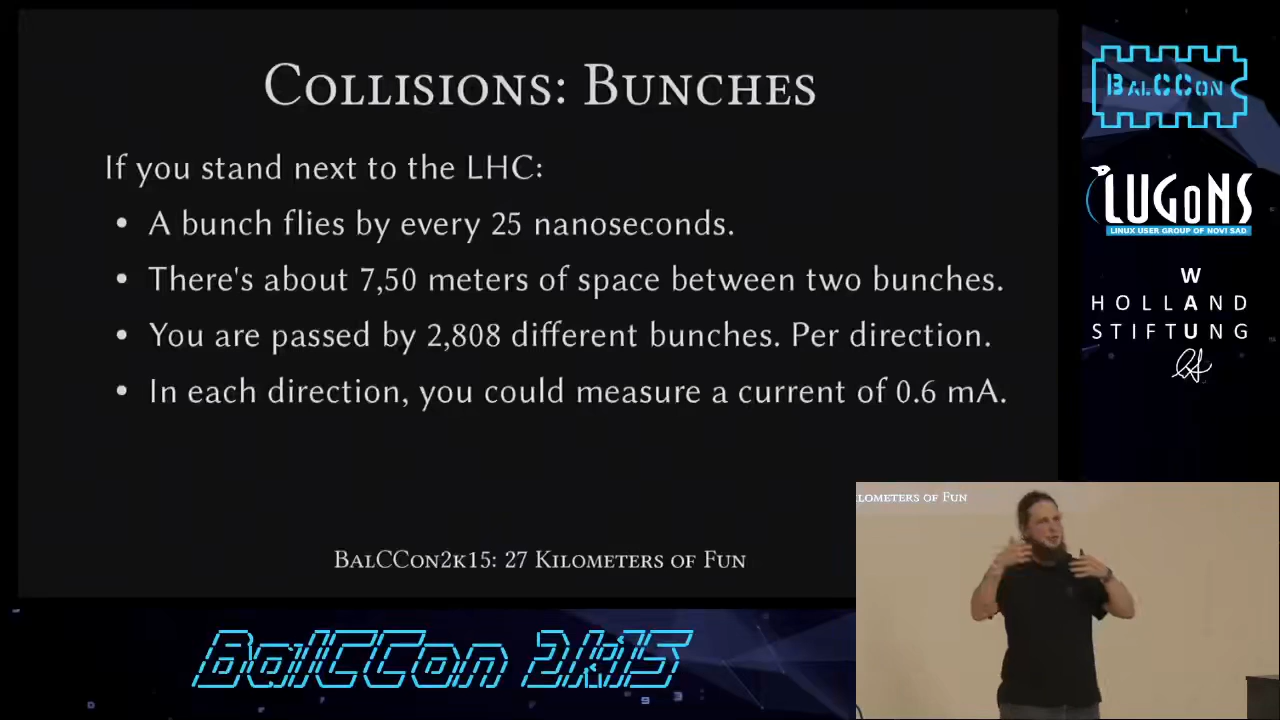 COLLISIONS: BUNCHES
If you stand next to the LHC:
• A bunch flies by every 25 nanoseconds.
• There's about 7,50 meters of space between two bunches.
• You are passed by 2,808 different bunches. Per direction.
• In each direction, you could measure a current of 0.6 mA.
BALCCON2K15: 27 KILOMETERS OF FUN
BALCCON
LUGONS
LINUX USER GROUP OF NOVI SAD
W
HOLLAND
A
STIFTUNG
U
ILOMETERS OF FUN
BalCCon 2k15